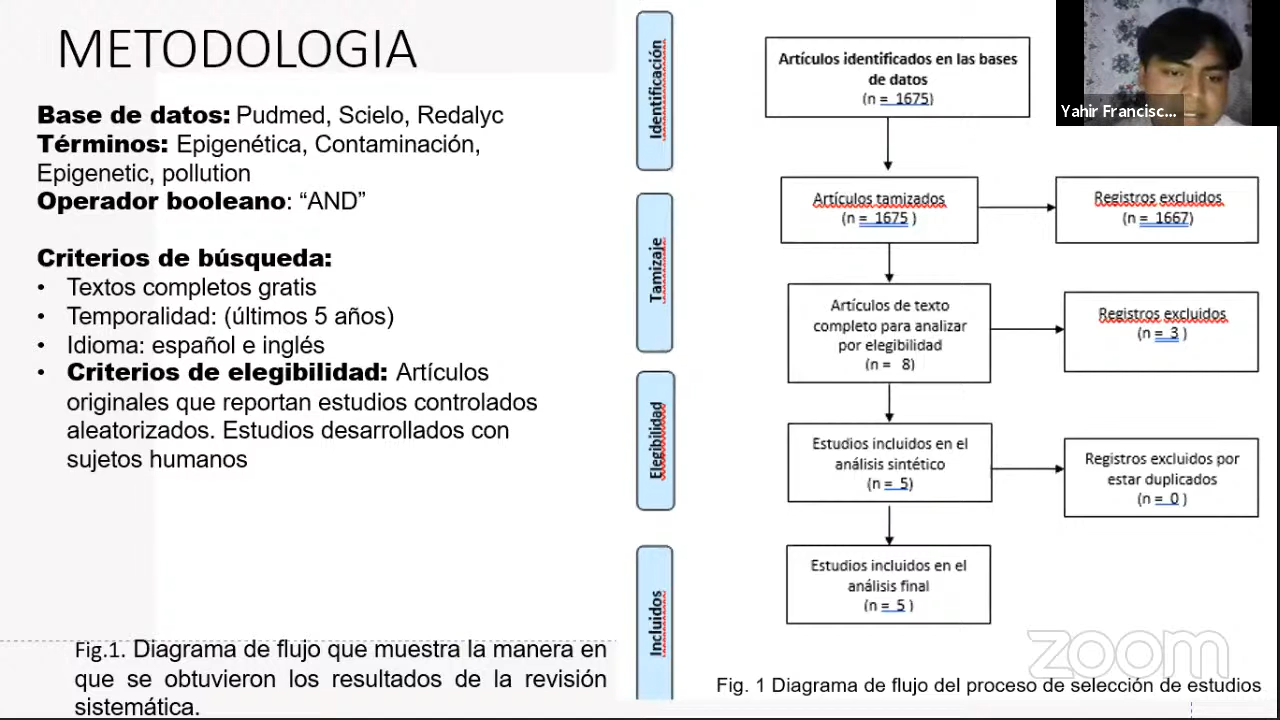 METODOLOGIA
Base de datos: Pudmed, Scielo, Redalyc
Términos: Epigenética, Contaminación,
Epigenetic, pollution
Operador booleano: “AND”
Criterios de búsqueda:
• Textos completos gratis
• Temporalidad: (últimos 5 años)
• Idioma: español e inglés
• Criterios de elegibilidad: Artículos
originales que reportan estudios controlados
aleatorizados. Estudios desarrollados con
sujetos humanos
Fig.1. Diagrama de flujo que muestra la manera en
que se obtuvieron los resultados de la revisión
sistemática.
Identificación
Tamizaje
Elegibilidad
Incluidos
Artículos identificados en las bases
de datos
(n = 1675)
Artículos tamizados
(n = 1675 )
Registros excluidos
(n = 1667)
Artículos de texto
completo para analizar
por elegibilidad
(n = 8)
Registros excluidos
(n = 3 )
Estudios incluidos en el
análisis sintético
(n = 5)
Registros excluidos por
estar duplicados
(n = 0 )
Estudios incluidos en el
análisis final
(n = 5 )
Fig. 1 Diagrama de flujo del proceso de selección de estudios
Yahir Francisc...
zoom